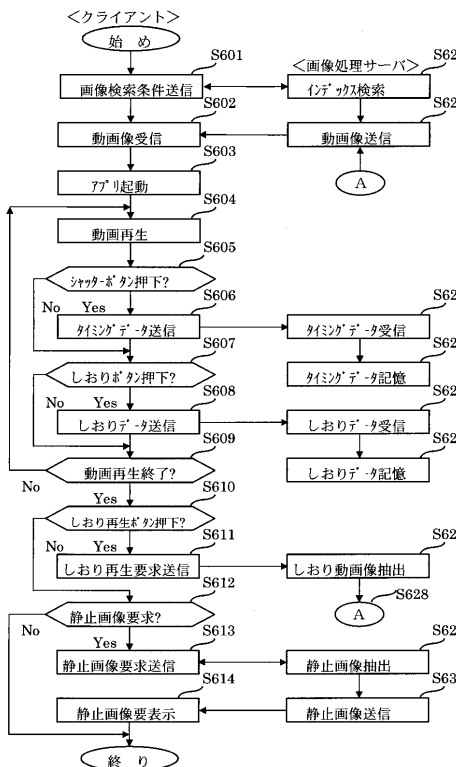 ＜クライアント＞
始 め
S601
画像検索条件送信
S602
動画像受信
S603
ｱﾌﾟﾘ起動
S604
動画再生
S605
ｼｬｯﾀｰﾎﾞﾀﾝ押下?
No Yes
S606
ﾀｲﾐﾝｸﾞﾃﾞｰﾀ送信
S607
しおりﾎﾞﾀﾝ押下?
No Yes
S608
しおりﾃﾞｰﾀ送信
S609
動画再生終了?
No
Yes
S610
しおり再生ﾎﾞﾀﾝ押下?
No Yes
S611
しおり再生要求送信
S612
静止画像要求?
No
Yes
S613
静止画像要求送信
S614
静止画像要表示
終 り
＜画像処理サーバ＞
S62
ｲﾝﾃﾞｯｸｽ検索
S62
動画像送信
A
S62
ﾀｲﾐﾝｸﾞﾃﾞｰﾀ受信
S62
ﾀｲﾐﾝｸﾞﾃﾞｰﾀ記憶
S62
しおりﾃﾞｰﾀ受信
S62
しおりﾃﾞｰﾀ記憶
S62
しおり動画像抽出
S628
A
S62
静止画像抽出
S63
静止画像送信